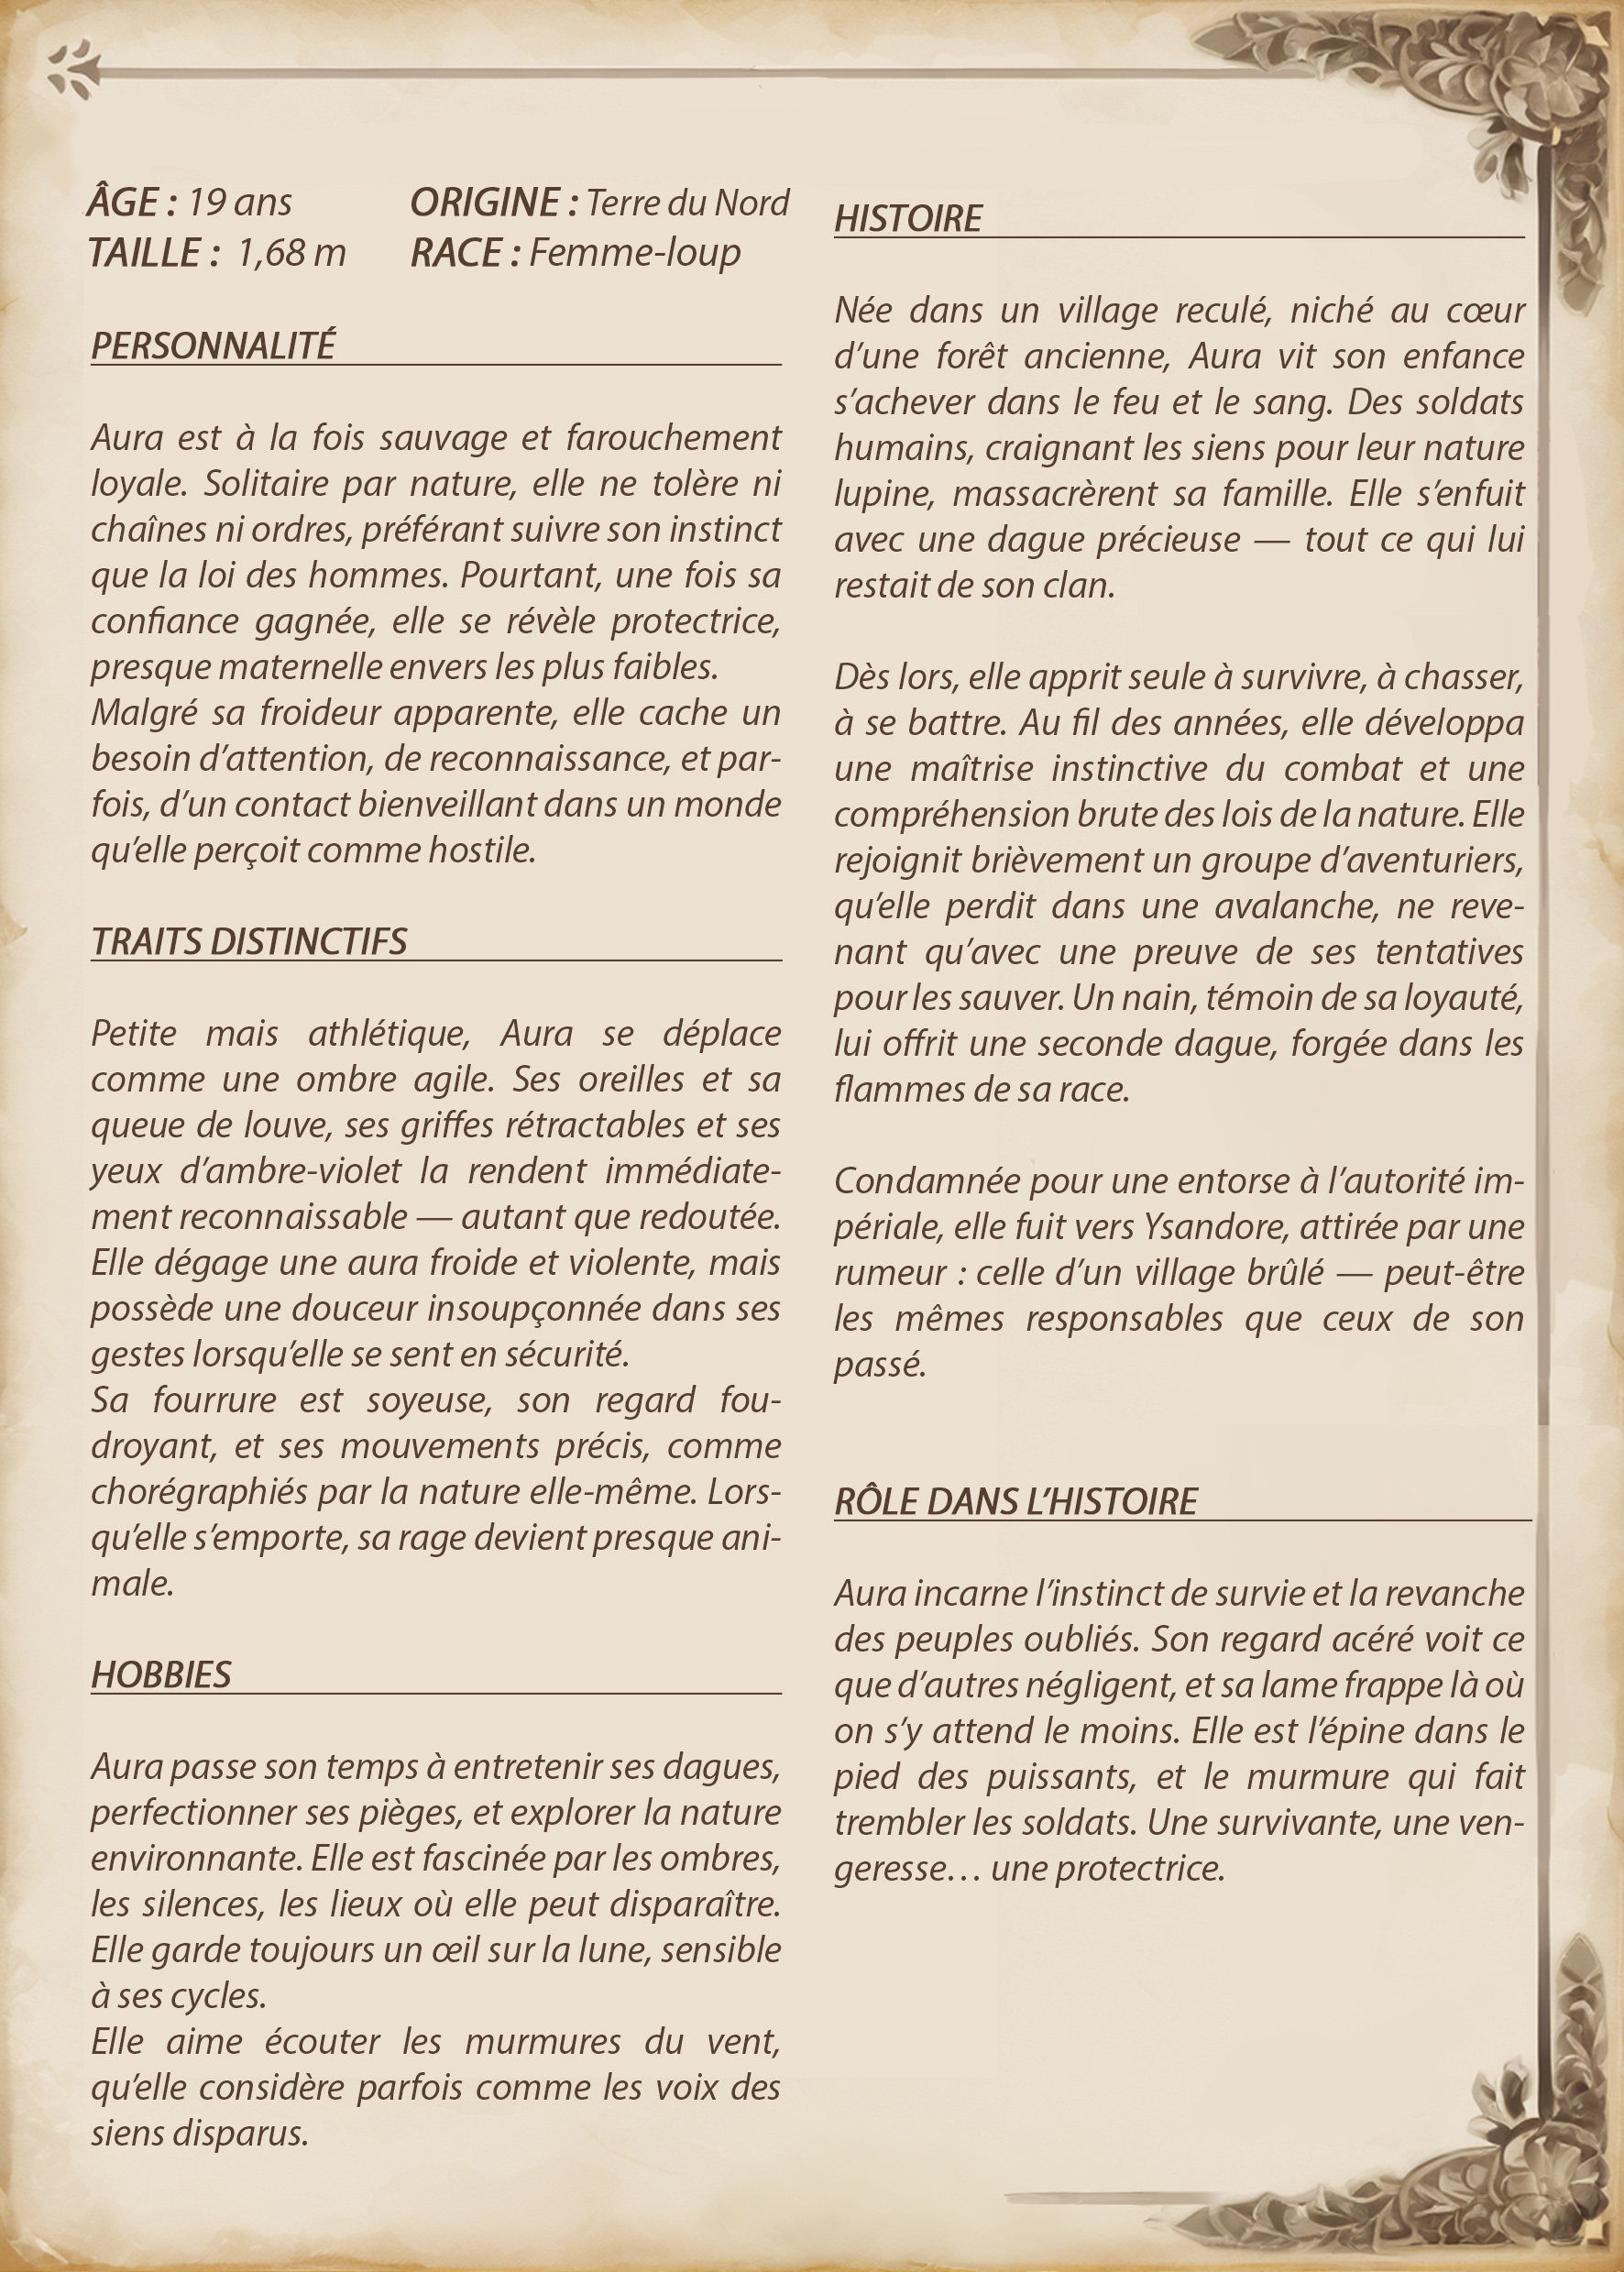 ÂGE : 19 ans
ORIGINE : Terre du Nord
TAILLE : 1,68 m
RACE : Femme-loup
PERSONNALITÉ
Aura est à la fois sauvage et farouchement
loyale. Solitaire par nature, elle ne tolère ni
chaînes ni ordres, préférant suivre son instinct
que la loi des hommes. Pourtant, une fois sa
confiance gagnée, elle se révèle protectrice,
presque maternelle envers les plus faibles.
Malgré sa froideur apparente, elle cache un
besoin d’attention, de reconnaissance, et par-
fois, d’un contact bienveillant dans un monde
qu’elle perçoit comme hostile.
TRAITS DISTINCTIFS
Petite mais athlétique, Aura se déplace
comme une ombre agile. Ses oreilles et sa
queue de louve, ses griffes rétractables et ses
yeux d’ambre-violet la rendent immédiate-
ment reconnaissable — autant que redoutée.
Elle dégage une aura froide et violente, mais
possède une douceur insoupçonnée dans ses
gestes lorsqu’elle se sent en sécurité.
Sa fourrure est soyeuse, son regard fou-
droyant, et ses mouvements précis, comme
chorégraphiés par la nature elle-même. Lors-
qu’elle s’emporte, sa rage devient presque ani-
male.
HOBBIES
Aura passe son temps à entretenir ses dagues,
perfectionner ses pièges, et explorer la nature
environnante. Elle est fascinée par les ombres,
les silences, les lieux où elle peut disparaître.
Elle garde toujours un œil sur la lune, sensible
à ses cycles.
Elle aime écouter les murmures du vent,
qu’elle considère parfois comme les voix des
siens disparus.
HISTOIRE
Née dans un village reculé, niché au cœur
d’une forêt ancienne, Aura vit son enfance
s’achever dans le feu et le sang. Des soldats
humains, craignant les siens pour leur nature
lupine, massacrèrent sa famille. Elle s’enfuit
avec une dague précieuse — tout ce qui lui
restait de son clan.
Dès lors, elle apprit seule à survivre, à chasser,
à se battre. Au fil des années, elle développa
une maîtrise instinctive du combat et une
compréhension brute des lois de la nature. Elle
rejoignit brièvement un groupe d’aventuriers,
qu’elle perdit dans une avalanche, ne reve-
nant qu’avec une preuve de ses tentatives
pour les sauver. Un nain, témoin de sa loyauté,
lui offrit une seconde dague, forgée dans les
flammes de sa race.
Condamnée pour une entorse à l’autorité im-
périale, elle fuit vers Ysandore, attirée par une
rumeur : celle d’un village brûlé — peut-être
les mêmes responsables que ceux de son
passé.
RÔLE DANS L’HISTOIRE
Aura incarne l’instinct de survie et la revanche
des peuples oubliés. Son regard acéré voit ce
que d’autres négligent, et sa lame frappe là où
on s’y attend le moins. Elle est l’épine dans le
pied des puissants, et le murmure qui fait
trembler les soldats. Une survivante, une ven-
geresse… une protectrice.